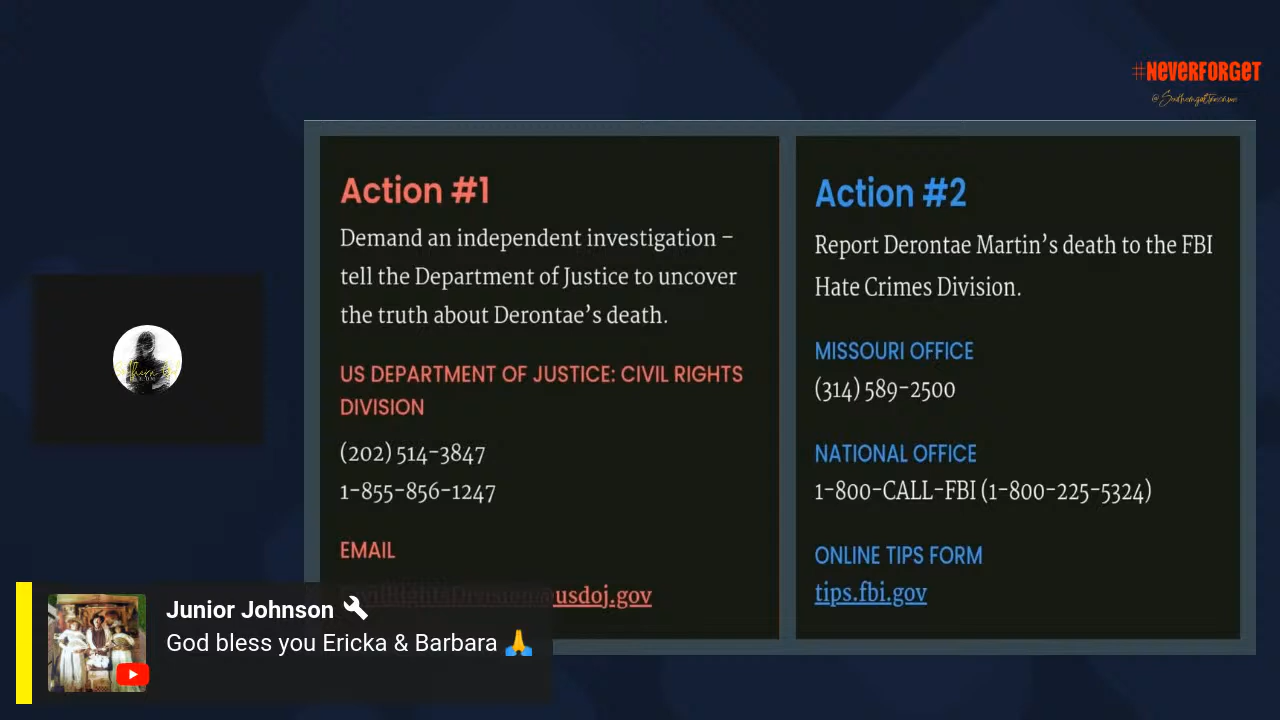 #NEVERFORGET
Action #1
Demand an independent investigation –
tell the Department of Justice to uncover
the truth about Derontae's death.
US DEPARTMENT OF JUSTICE: CIVIL RIGHTS
DIVISION
(202) 514-3847
1-855-856-1247
EMAIL
usdoj.gov
Action #2
Report Derontae Martin's death to the FBI
Hate Crimes Division.
MISSOURI OFFICE
(314) 589-2500
NATIONAL OFFICE
1-800-CALL-FBI (1-800-225-5324)
ONLINE TIPS FORM
tips.fbi.gov
Junior Johnson
God bless you Ericka & Barbara 🙏